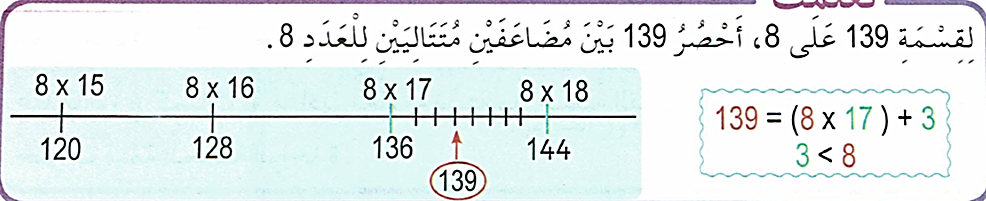 تعلمت
لِقِسْمَةِ 139 عَلَى 8، أَحْصُرُ 139 بَيْنَ مُضَاعَفَيْنِ مُتَتَالِيَيْنِ لِلْعَدَدِ 8 .
8 x 15 8 x 16 8 x 17 8 x 18
120 128 136 144
139
139 = (8 x 17 ) + 3
3 < 8